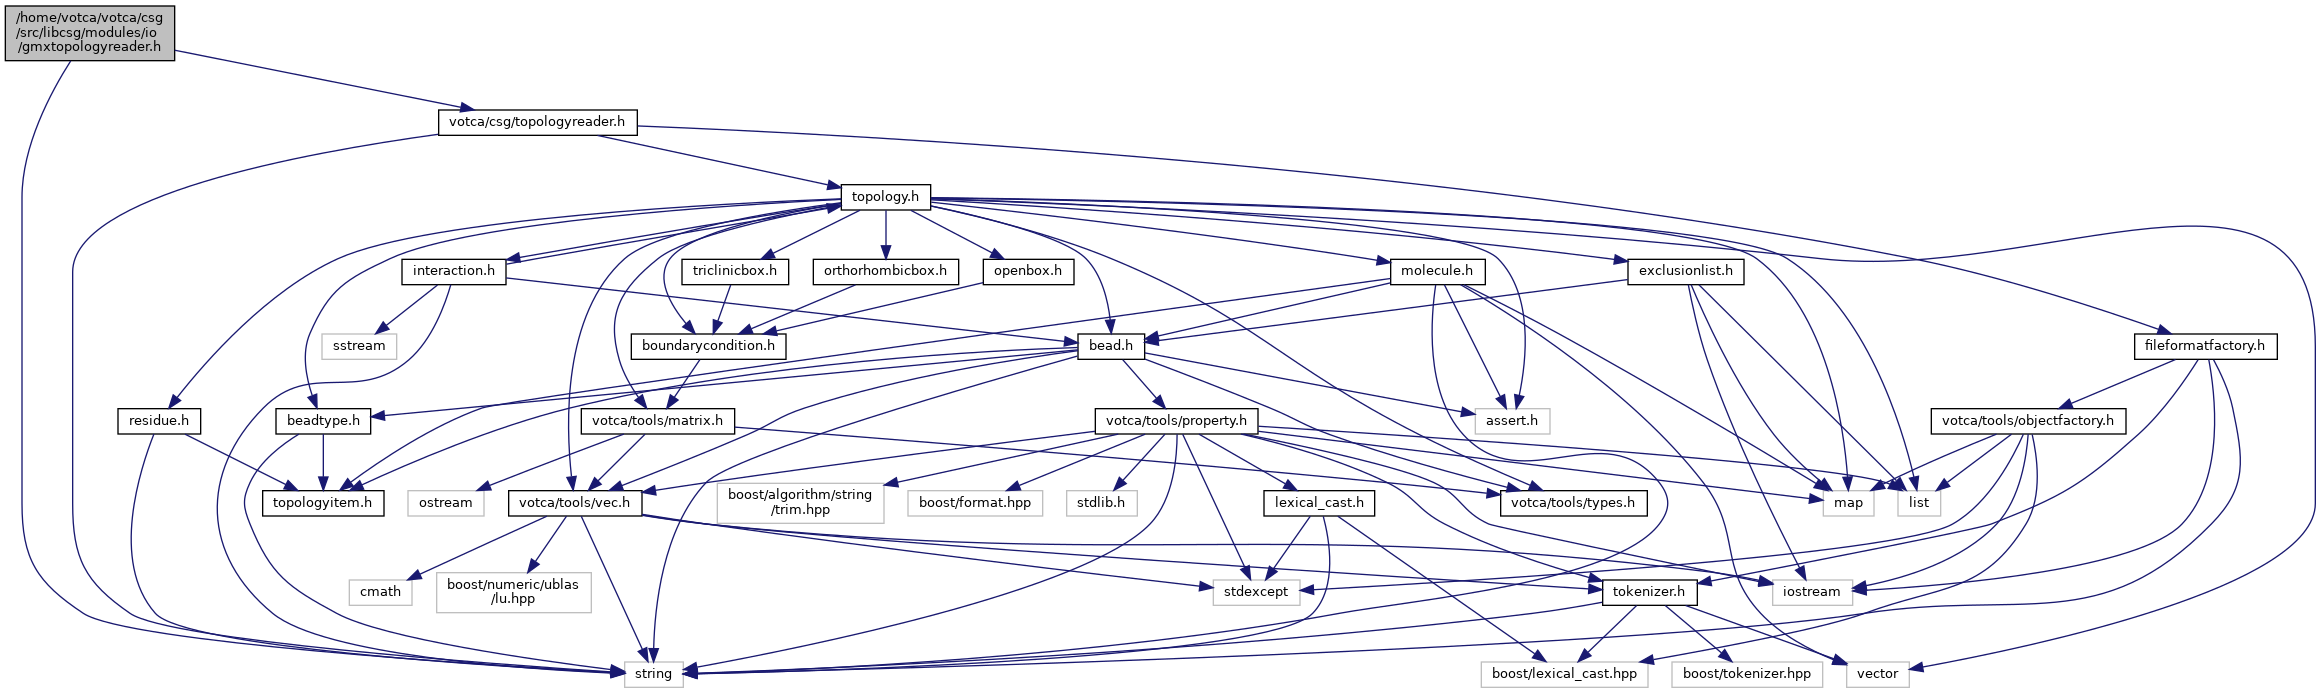 /home/votca/votca/csg
/src/libcsg/modules/io
/gmxtopologyreader.h
votca/csg/topologyreader.h
topology.h
interaction.h
triclinicbox.h
orthorhombicbox.h
openbox.h
molecule.h
exclusionlist.h
sstream
boundarycondition.h
bead.h
fileformatfactory.h
residue.h
beadtype.h
votca/tools/matrix.h
votca/tools/property.h
assert.h
votca/tools/objectfactory.h
topologyitem.h
ostream
votca/tools/vec.h
boost/algorithm/string
/trim.hpp
boost/format.hpp
stdlib.h
lexical_cast.h
votca/tools/types.h
map
list
cmath
boost/numeric/ublas
/lu.hpp
stdexcept
tokenizer.h
iostream
string
boost/lexical_cast.hpp
boost/tokenizer.hpp
vector